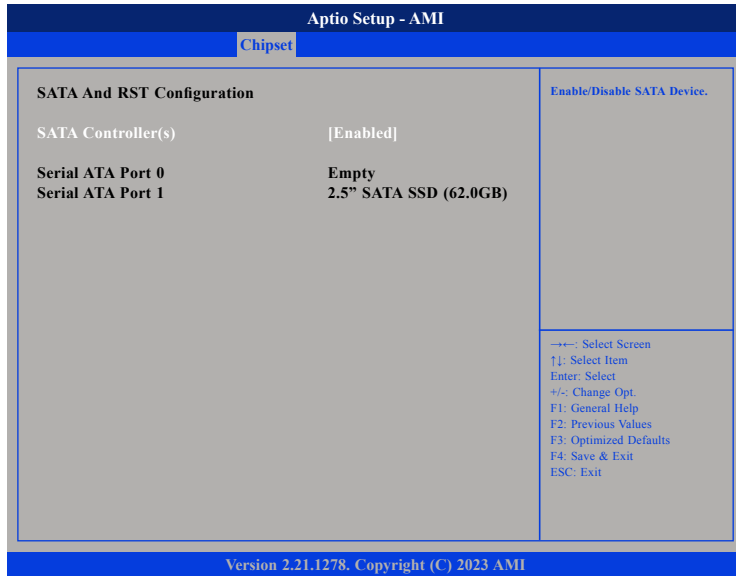 Aptio Setup - AMI
Chipset
SATA And RST Configuration
SATA Controller(s) [Enabled]
Serial ATA Port 0 Empty
Serial ATA Port 1 2.5” SATA SSD (62.0GB)
Enable/Disable SATA Device.
→←: Select Screen
↑↓: Select Item
Enter: Select
+/-: Change Opt.
F1: General Help
F2: Previous Values
F3: Optimized Defaults
F4: Save & Exit
ESC: Exit
Version 2.21.1278. Copyright (C) 2023 AMI